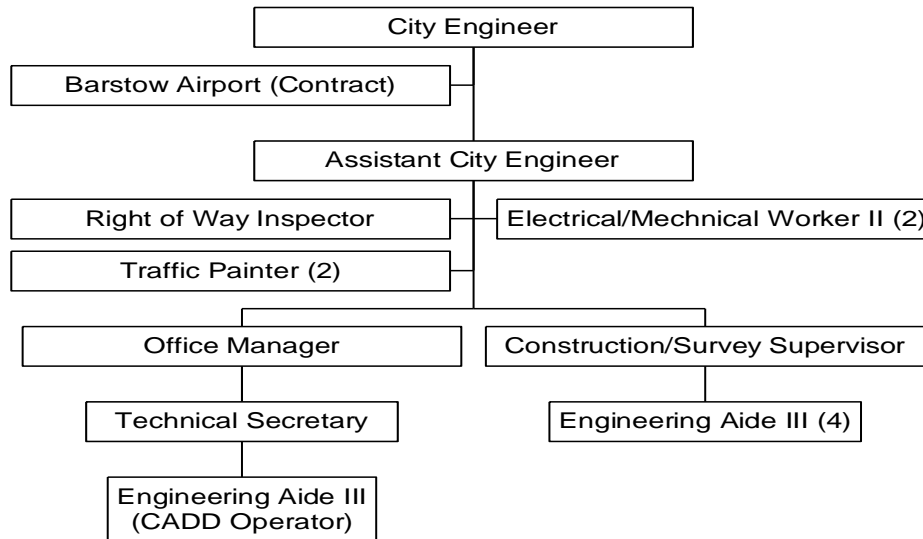 City Engineer
Barstow Airport (Contract)
Assistant City Engineer
Right of Way Inspector
Electrical/Mechnical Worker II (2)
Traffic Painter (2)
Office Manager
Construction/Survey Supervisor
Technical Secretary
Engineering Aide III (4)
Engineering Aide III
(CADD Operator)